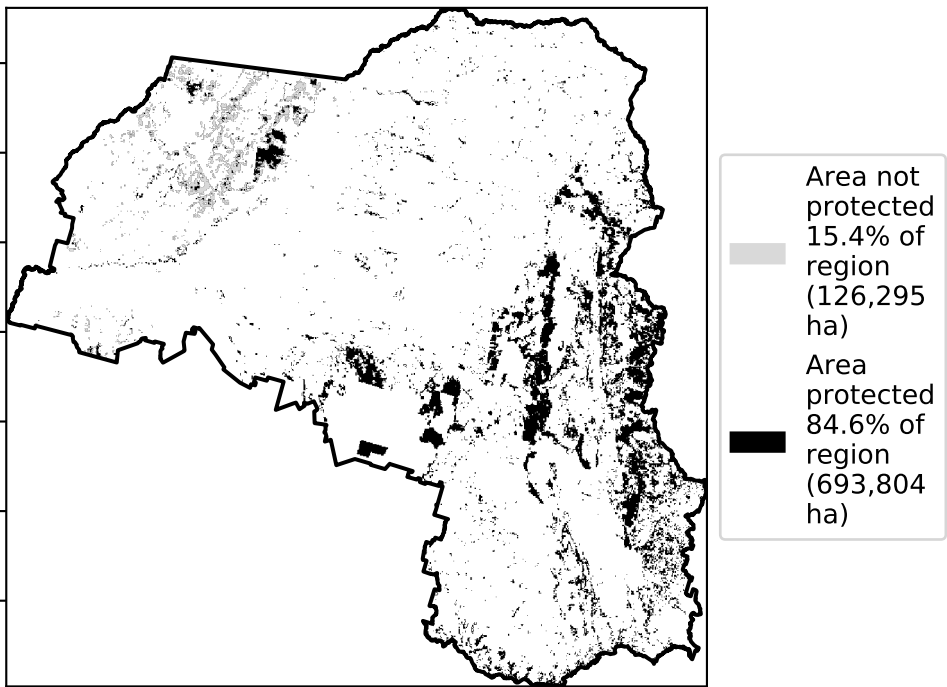 Area not
protected
15.4% of
region
(126,295
ha)
Area
protected
84.6% of
region
(693,804
ha)